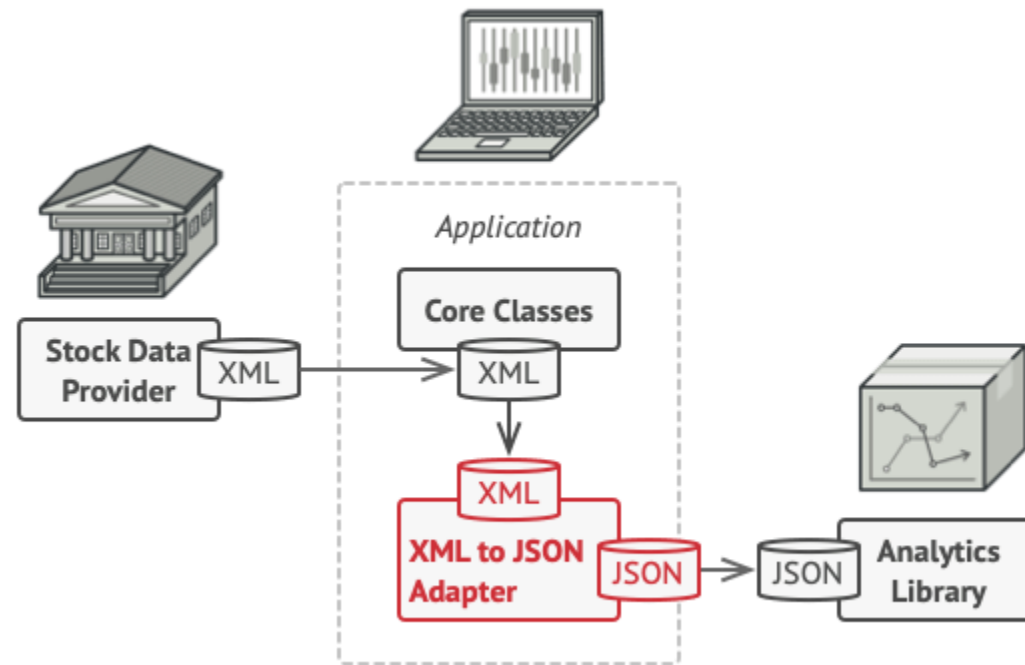 Application
Core Classes
Stock Data
Provider
XML
XML
XML
XML to JSON
Adapter
JSON
JSON
Analytics
Library